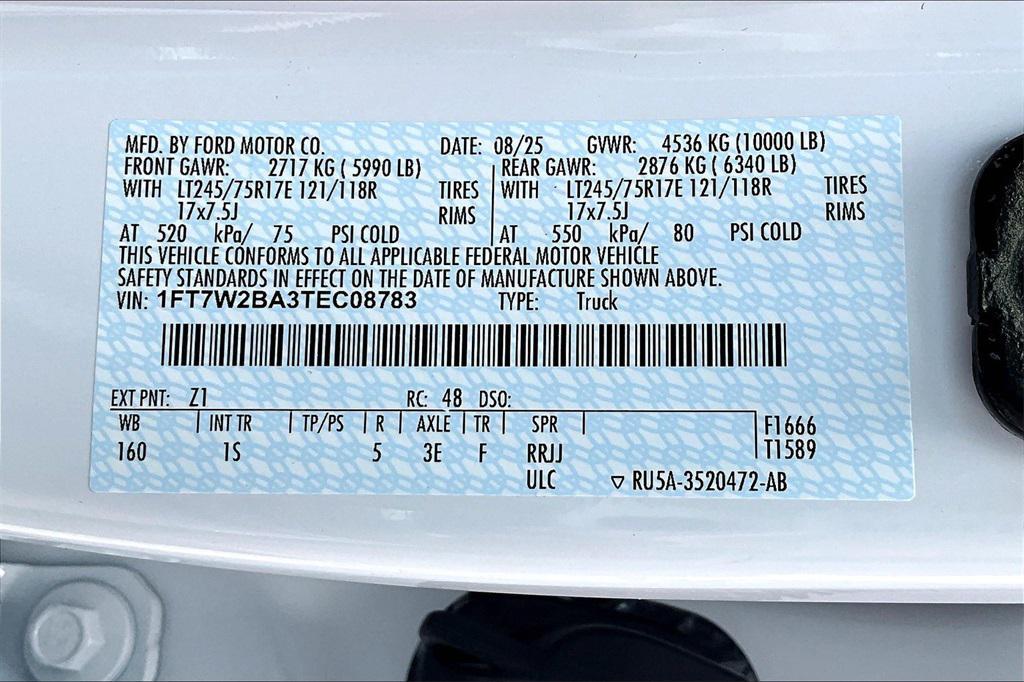 MFD. BY FORD MOTOR CO. DATE: 08/25 GVWR: 4536 KG (10000 LB)
FRONT GAWR: 2717 KG ( 5990 LB) REAR GAWR: 2876 KG ( 6340 LB)
WITH LT245/75R17E 121/118R TIRES WITH LT245/75R17E 121/118R TIRES
17x7.5J RIMS 17x7.5J RIMS
AT 520 kPa/ 75 PSI COLD AT 550 kPa/ 80 PSI COLD
THIS VEHICLE CONFORMS TO ALL APPLICABLE FEDERAL MOTOR VEHICLE
SAFETY STANDARDS IN EFFECT ON THE DATE OF MANUFACTURE SHOWN ABOVE.
VIN: 1FT7W2BA3TEC08783 TYPE: Truck
EXT PNT: Z1 RC: 48 DSO:
WB INT TR TP/PS R AXLE TR SPR F1666
160 1S 5 3E F RRJJ T1589
ULC ▽ RU5A-3520472-AB